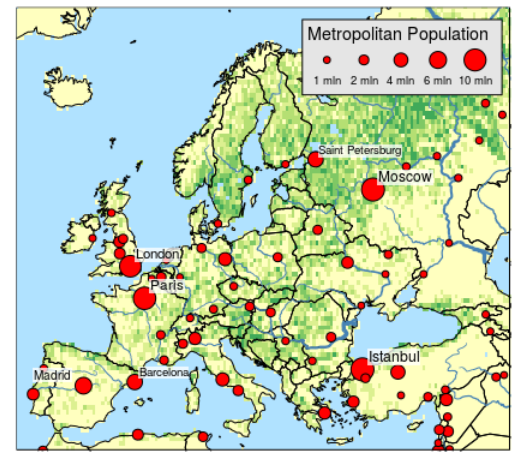 Metropolitan Population
1 mln 2 mln 4 mln 6 mln 10 mln
Saint Petersburg
Moscow
London
Paris
Istanbul
Madrid
Barcelona